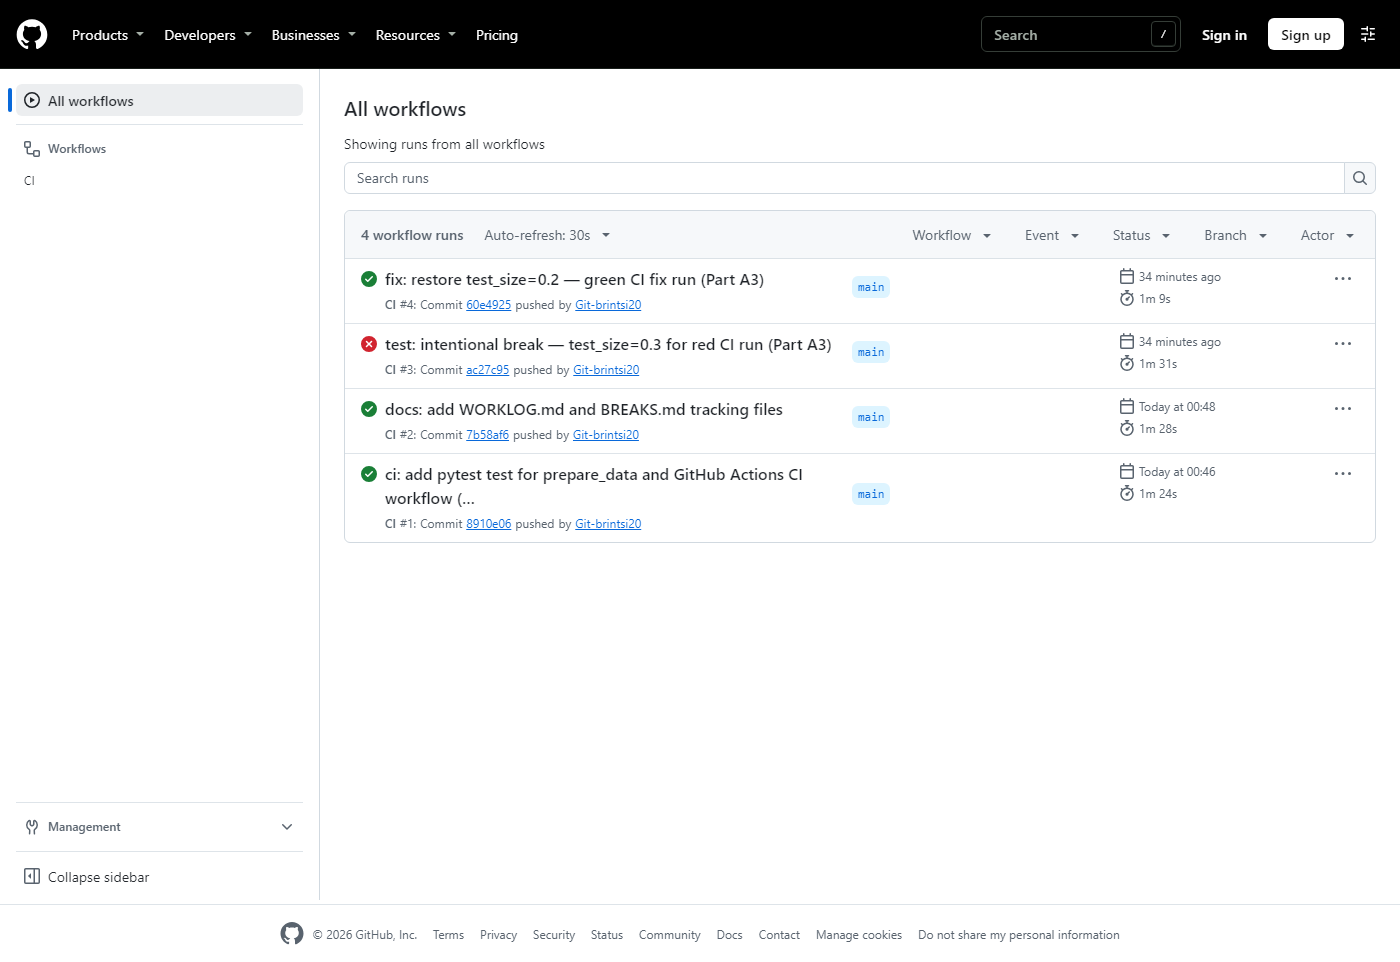 Products Developers Businesses Resources Pricing Search / Sign in Sign up
All workflows
Workflows
CI
Management
Collapse sidebar
All workflows
Showing runs from all workflows
Search runs
4 workflow runs Auto-refresh: 30s Workflow Event Status Branch Actor
fix: restore test_size=0.2 — green CI fix run (Part A3)
CI #4: Commit 60e4925 pushed by Git-brintsi20
main
34 minutes ago
1m 9s
test: intentional break — test_size=0.3 for red CI run (Part A3)
CI #3: Commit ac27c95 pushed by Git-brintsi20
main
34 minutes ago
1m 31s
docs: add WORKLOG.md and BREAKS.md tracking files
CI #2: Commit 7b58af6 pushed by Git-brintsi20
main
Today at 00:48
1m 28s
ci: add pytest test for prepare_data and GitHub Actions CI
workflow (...
CI #1: Commit 8910e06 pushed by Git-brintsi20
main
Today at 00:46
1m 24s
© 2026 GitHub, Inc. Terms Privacy Security Status Community Docs Contact Manage cookies Do not share my personal information